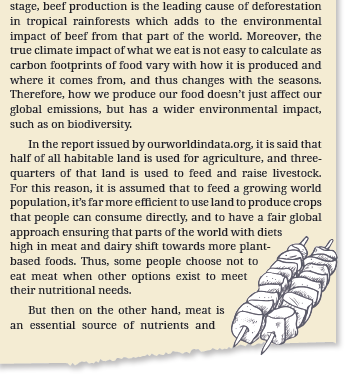 stage, beef production is the leading cause of deforestation
in tropical rainforests which adds to the environmental
impact of beef from that part of the world. Moreover, the
true climate impact of what we eat is not easy to calculate as
carbon footprints of food vary with how it is produced and
where it comes from, and thus changes with the seasons.
Therefore, how we produce our food doesn't just affect our
global emissions, but has a wider environmental impact,
such as on biodiversity.
In the report issued by ourworldindata.org, it is said that
half of all habitable land is used for agriculture, and three-
quarters of that land is used to feed and raise livestock.
For this reason, it is assumed that to feed a growing world
population, it's far more efficient to use land to produce crops
that people can consume directly, and to have a fair global
approach ensuring that parts of the world with diets
high in meat and dairy shift towards more plant-
based foods. Thus, some people choose not to
eat meat when other options exist to meet
their nutritional needs.
But then on the other hand, meat is
an essential source of nutrients and